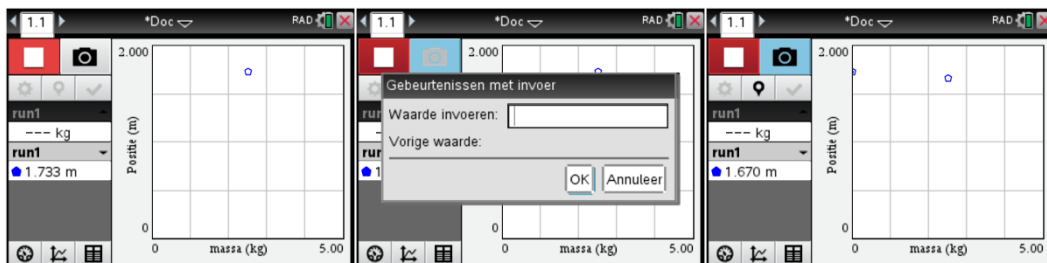 1.1
*Doc
RAD
2.000
run1
--- kg
run1
1.733 m
Positie (m)
0
0
massa (kg)
5.00
1.1
*Doc
RAD
2.000
Gebeurtenissen met invoer
Waarde invoeren:
Vorige waarde:
OK
Annuleer
0
0
massa (kg)
5.00
1.1
*Doc
RAD
2.000
run1
--- kg
run1
1.670 m
Positie (m)
0
0
massa (kg)
5.00